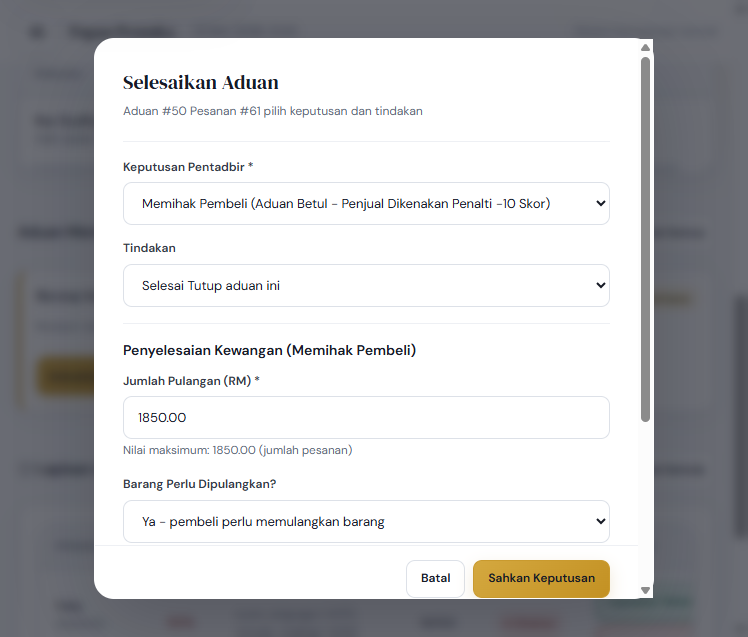 Selesaikan Aduan
Aduan #50 Pesanan #61 pilih keputusan dan tindakan
Keputusan Pentadbir *
Memihak Pembeli (Aduan Betul - Penjual Dikenakan Penalti -10 Skor)
Tindakan
Selesai Tutup aduan ini
Penyelesaian Kewangan (Memihak Pembeli)
Jumlah Pulangan (RM) *
1850.00
Nilai maksimum: 1850.00 (jumlah pesanan)
Barang Perlu Dipulangkan?
Ya - pembeli perlu memulangkan barang
Batal
Sahkan Keputusan